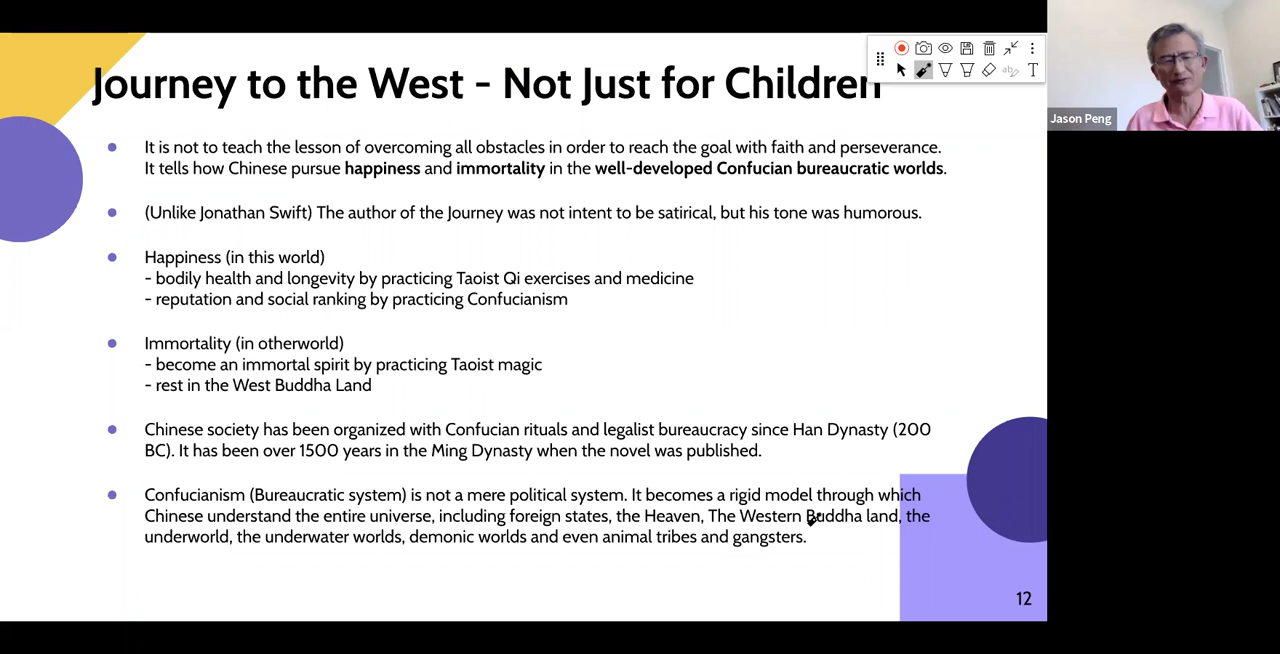 Journey to the West - Not Just for Children
It is not to teach the lesson of overcoming all obstacles in order to reach the goal with faith and perseverance.
It tells how Chinese pursue happiness and immortality in the well-developed Confucian bureaucratic worlds.
(Unlike Jonathan Swift) The author of the Journey was not intent to be satirical, but his tone was humorous.
Happiness (in this world)
- bodily health and longevity by practicing Taoist Qi exercises and medicine
- reputation and social ranking by practicing Confucianism
Immortality (in otherworld)
- become an immortal spirit by practicing Taoist magic
- rest in the West Buddha Land
Chinese society has been organized with Confucian rituals and legalist bureaucracy since Han Dynasty (200
BC). It has been over 1500 years in the Ming Dynasty when the novel was published.
Confucianism (Bureaucratic system) is not a mere political system. It becomes a rigid model through which
Chinese understand the entire universe, including foreign states, the Heaven, The Western Buddha land, the
underworld, the underwater worlds, demonic worlds and even animal tribes and gangsters.
12
ab
T
Jason Peng